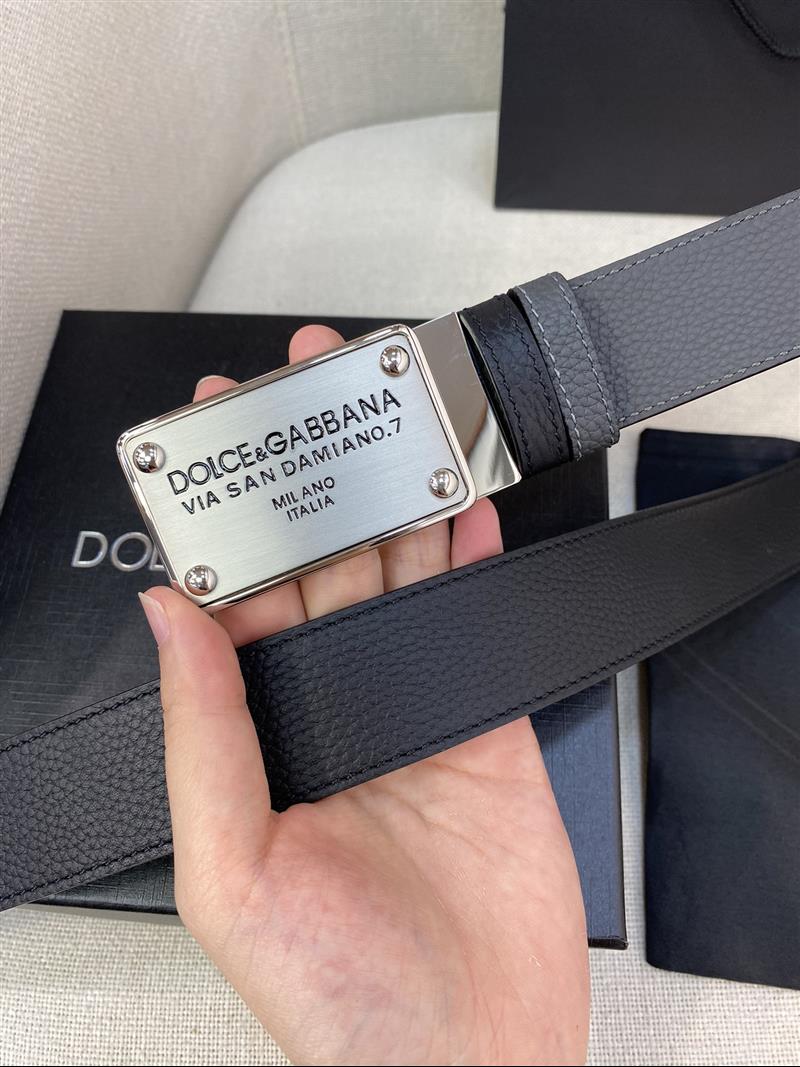 DOLCE&GABBANA
VIA SAN DAMIANO.7
MILANO
ITALIA
DOL